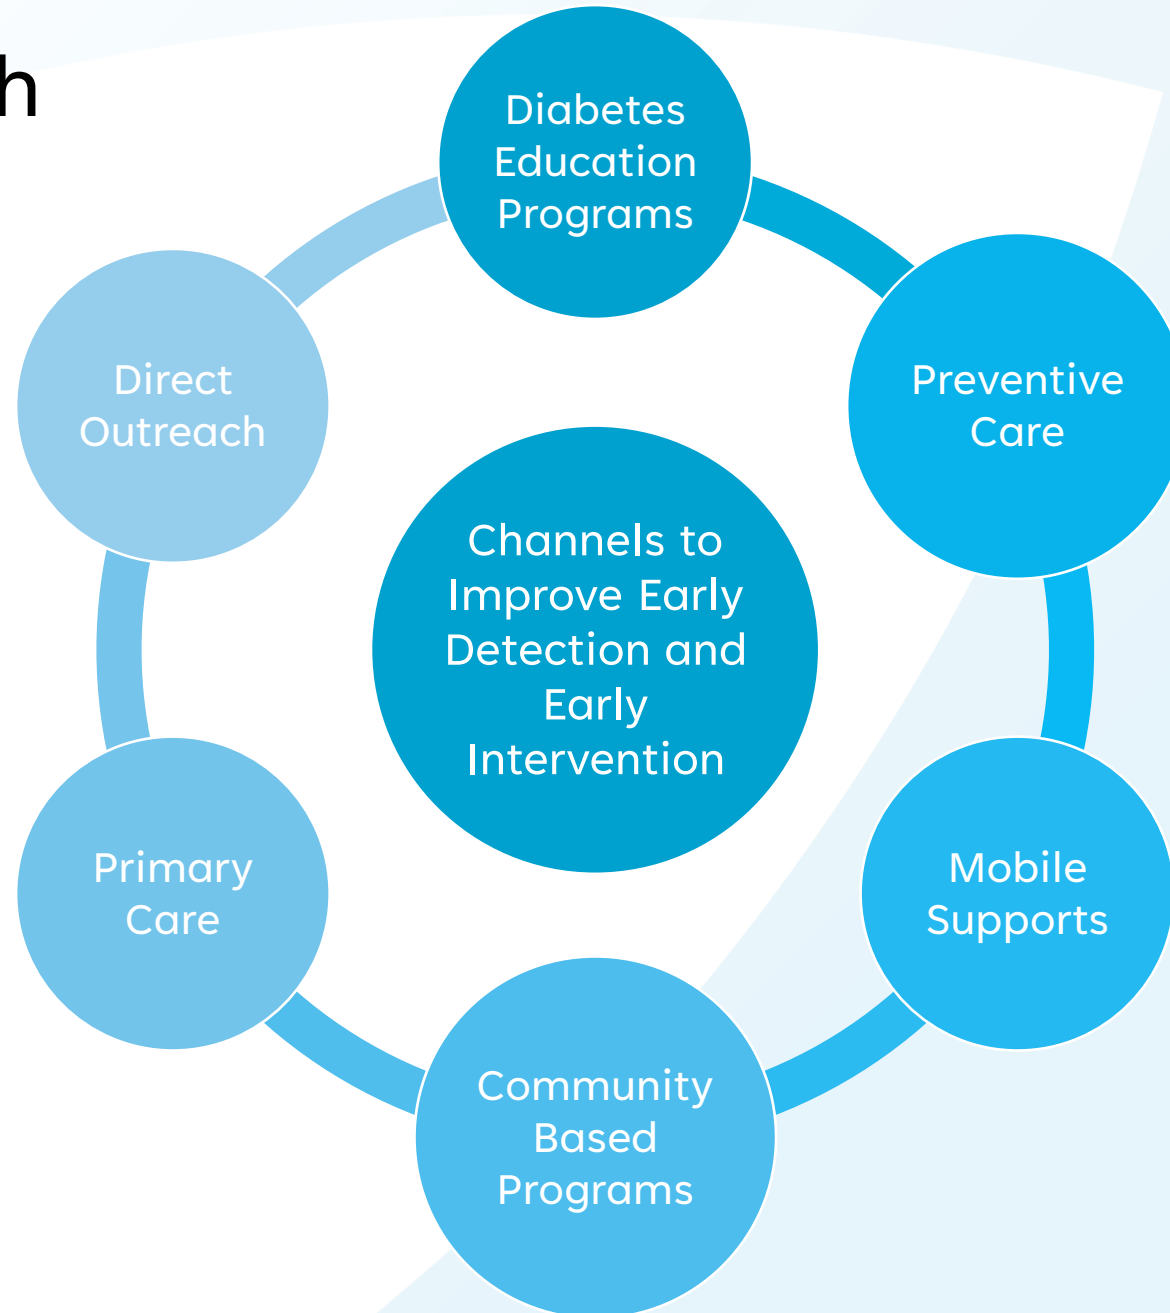 h
Diabetes
Education
Programs
Preventive
Care
Mobile
Supports
Community
Based
Programs
Primary
Care
Direct
Outreach
Channels to
Improve Early
Detection and
Early
Intervention